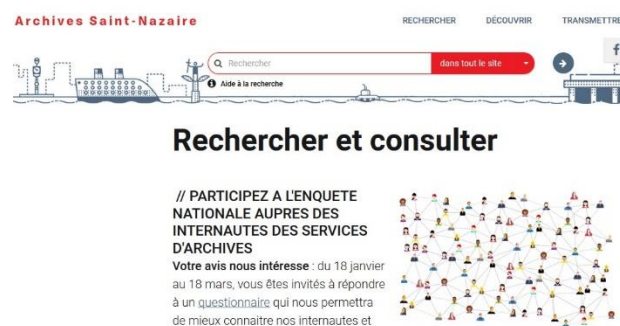 Archives Saint-Nazaire
RECHERCHER DÉCOUVRIR TRANSMETTRE
Rechercher dans tout le site
Aide à la recherche
Rechercher et consulter
// PARTICIPEZ A L'ENQUETE
NATIONALE AUPRES DES
INTERNAUTES DES SERVICES
D'ARCHIVES
Votre avis nous intéresse : du 18 janvier
au 18 mars, vous êtes invités à répondre
à un questionnaire qui nous permettra
de mieux connaitre nos internautes et